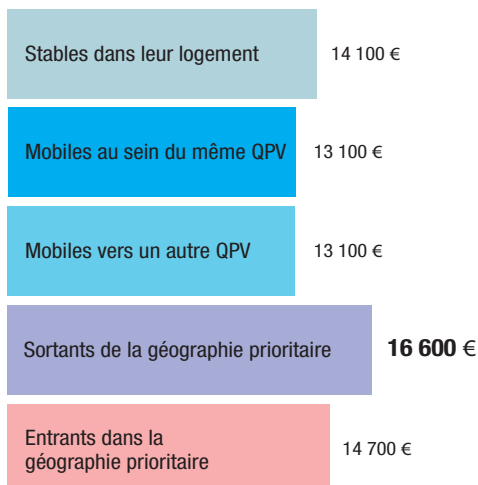 Stables dans leur logement 14 100 €
Mobiles au sein du même QPV 13 100 €
Mobiles vers un autre QPV 13 100 €
Sortants de la géographie prioritaire 16 600 €
Entrants dans la
géographie prioritaire 14 700 €